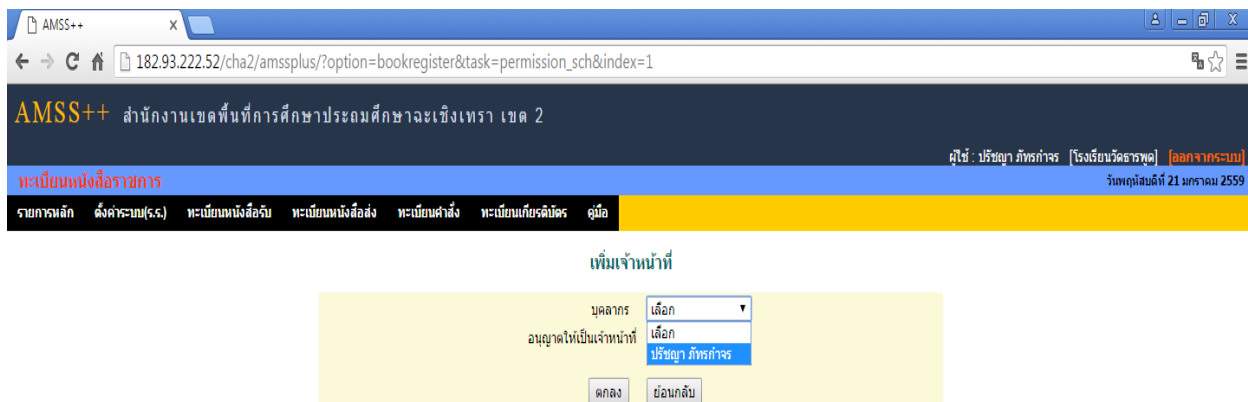 AMSS++
182.93.222.52/cha2/amssplus/?option=bookregister&task=permission_sch&index=1
AMSS++ สำนักงานเขตพื้นที่การศึกษาประถมศึกษาฉะเชิงเทรา เขต 2
ผู้ใช้ : ปรัชญา ภัทรกำจร [โรงเรียนวัดธารพูด] [ออกจากระบบ]
ทะเบียนหนังสือราชการ
วันพฤหัสบดีที่ 21 มกราคม 2559
รายการหลัก ตั้งค่าระบบ(ร.ร.) ทะเบียนหนังสือรับ ทะเบียนหนังสือส่ง ทะเบียนคำสั่ง ทะเบียนเกียรติบัตร คู่มือ
เพิ่มเจ้าหน้าที่
บุคลากร เลือก
อนุญาตให้เป็นเจ้าหน้าที่ เลือก
ปรัชญา ภัทรกำจร
ตกลง ย้อนกลับ